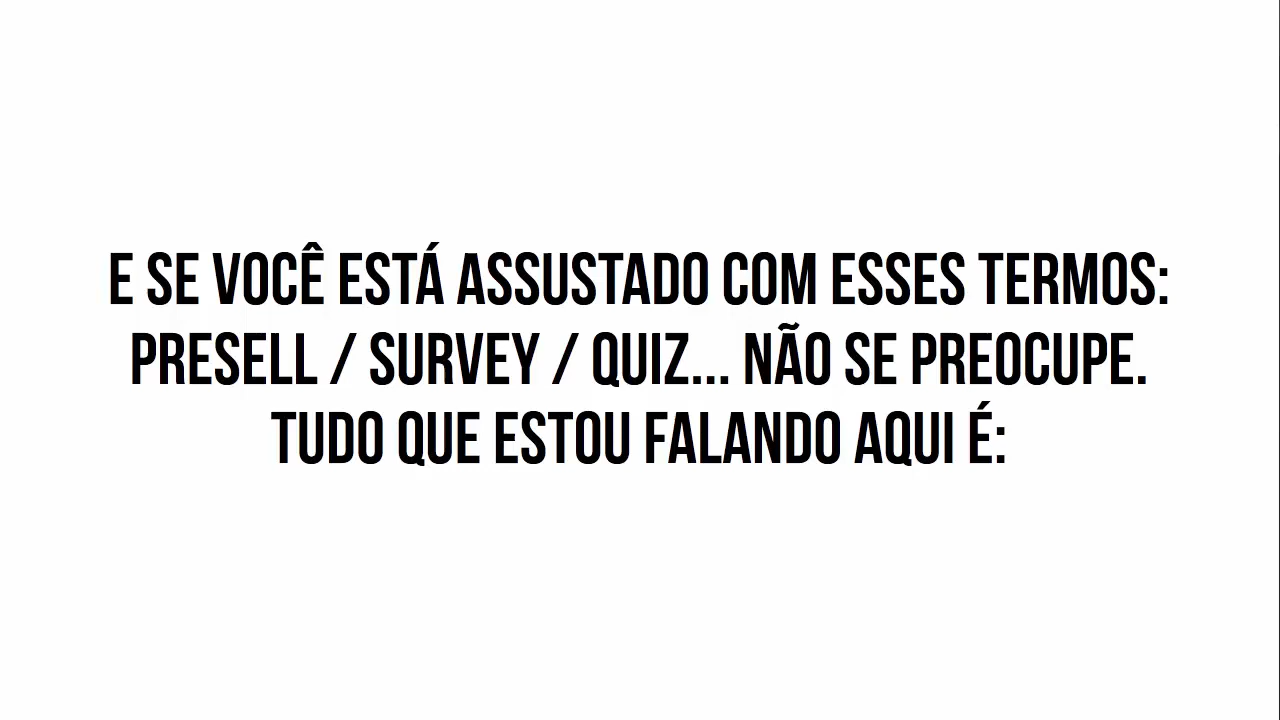 E SE VOCÊ ESTÁ ASSUSTADO COM ESSES TERMOS:
PRESELL / SURVEY / QUIZ... NÃO SE PREOCUPE.
TUDO QUE ESTOU FALANDO AQUI É: